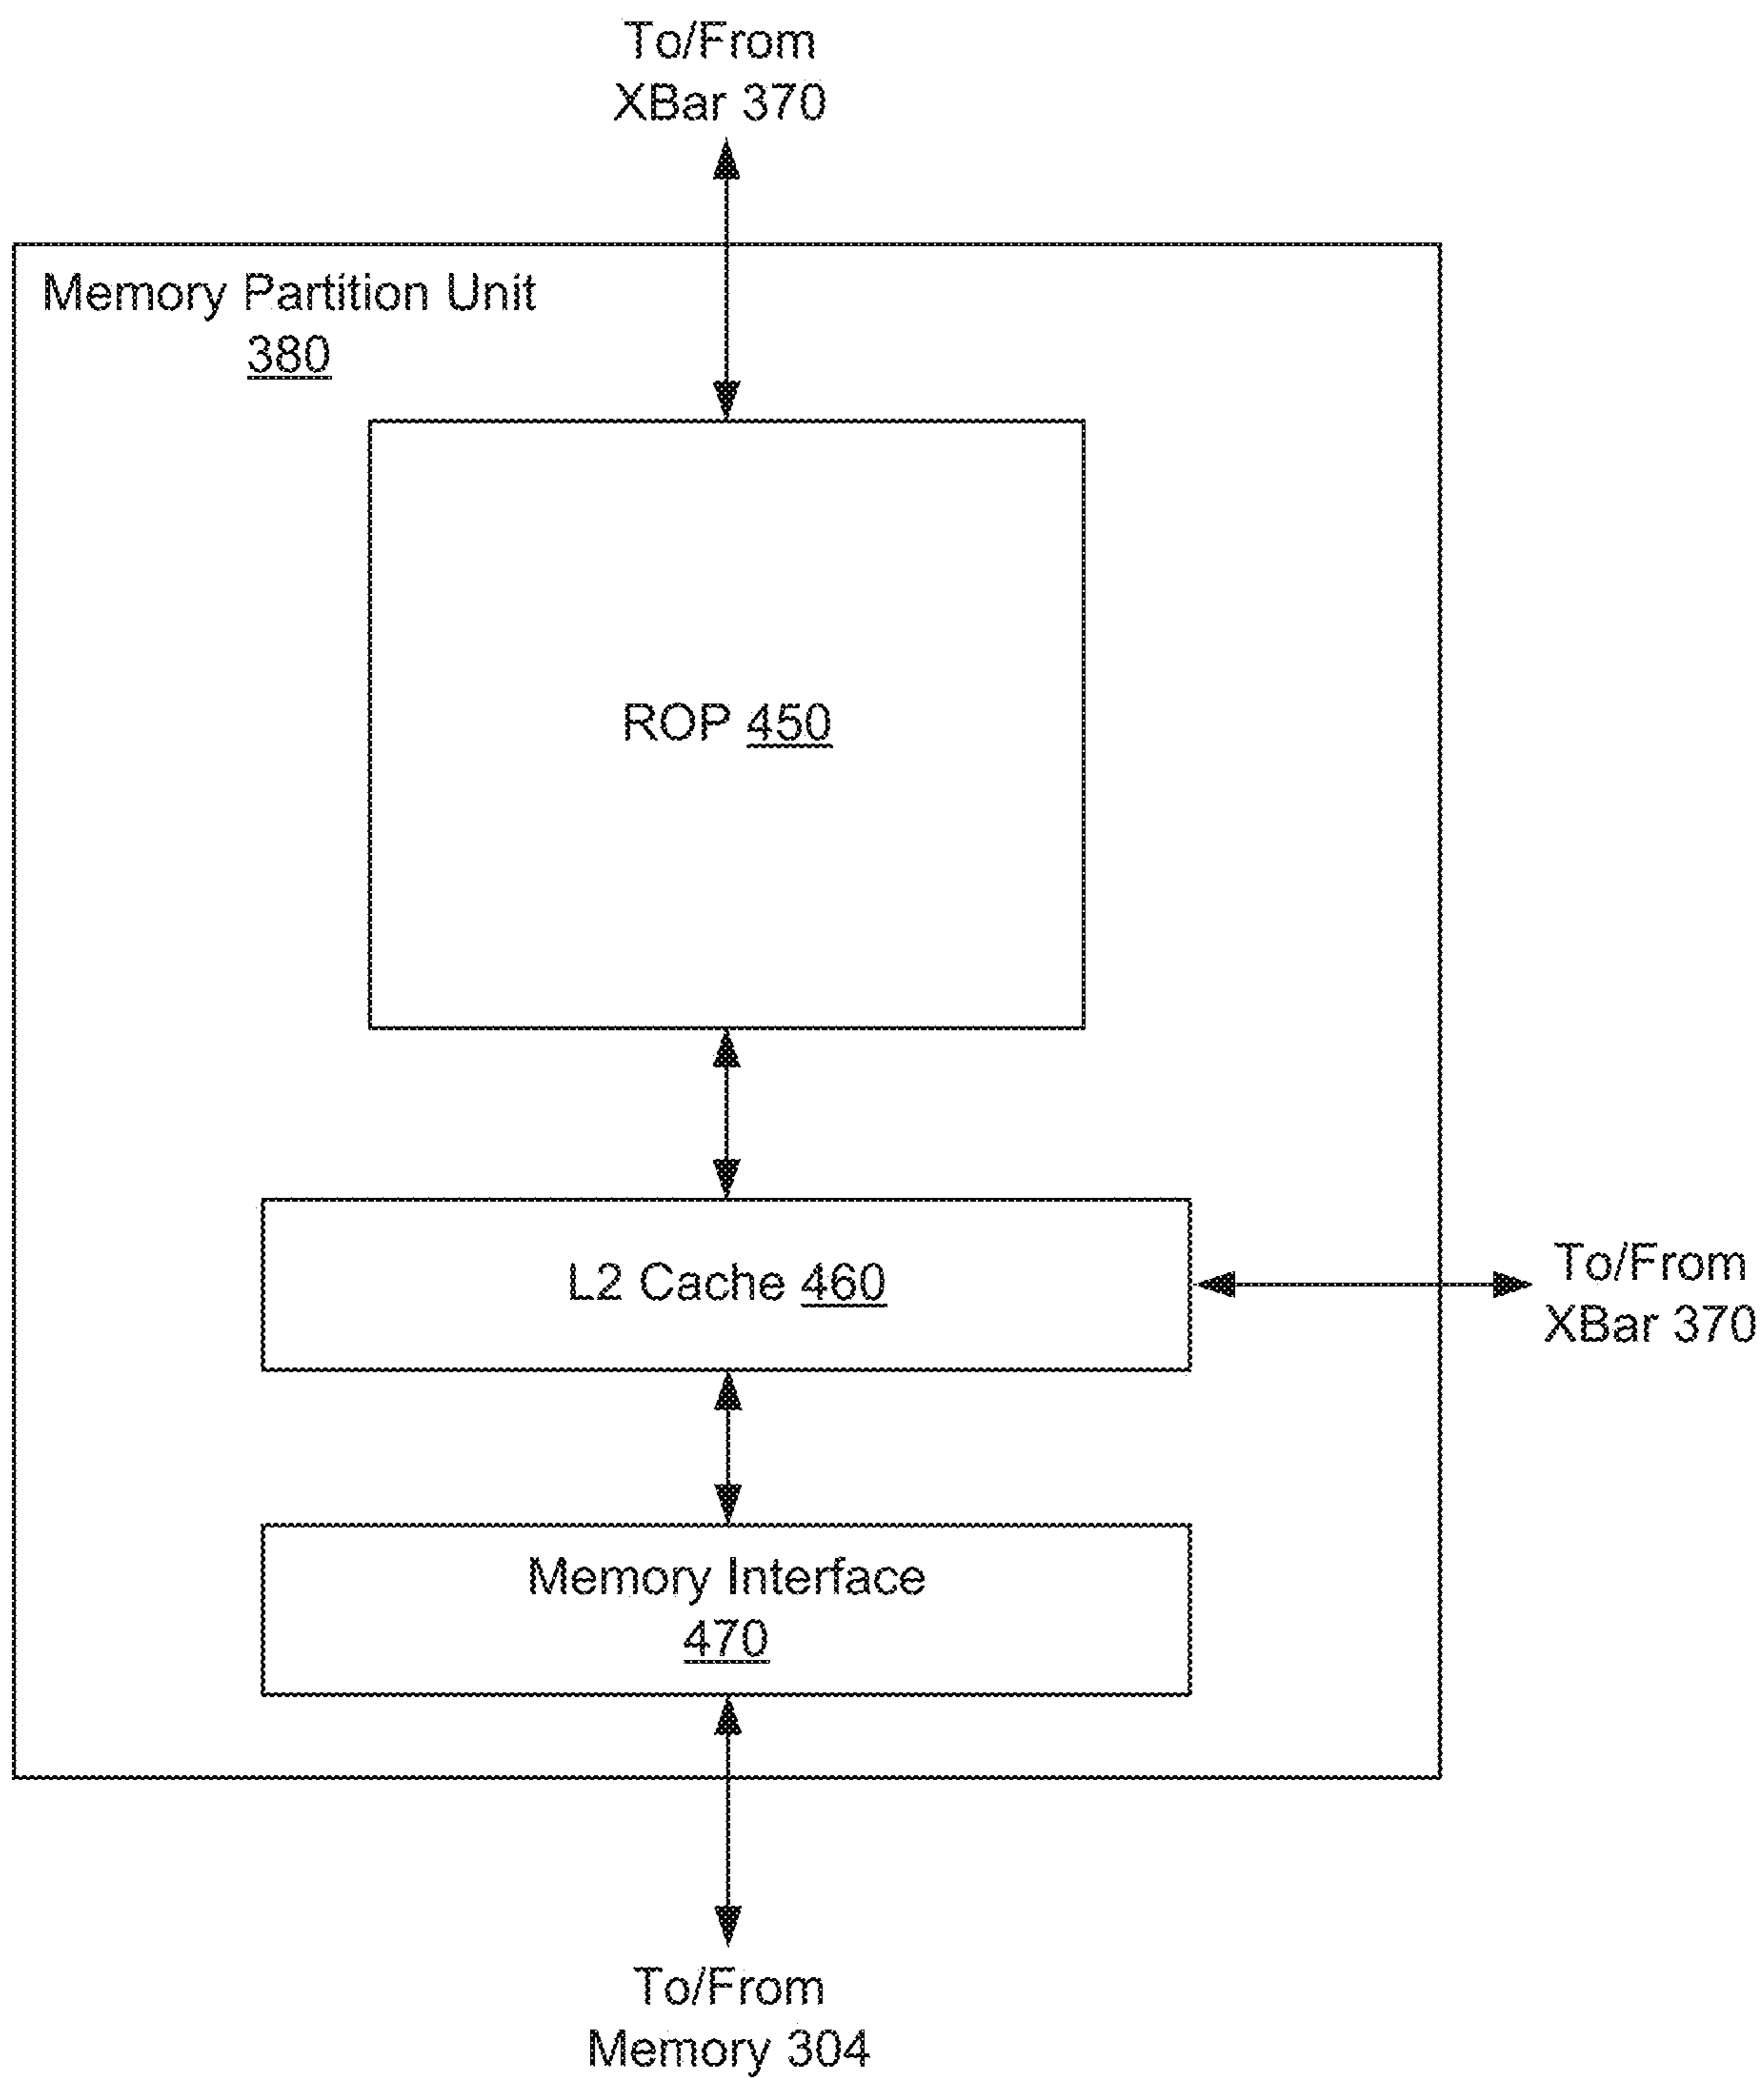 To/From
XBar 370
Memory Partition Unit
380
ROP 450
L2 Cache 460
To/From
XBar 370
Memory Interface
470
To/From
Memory 304